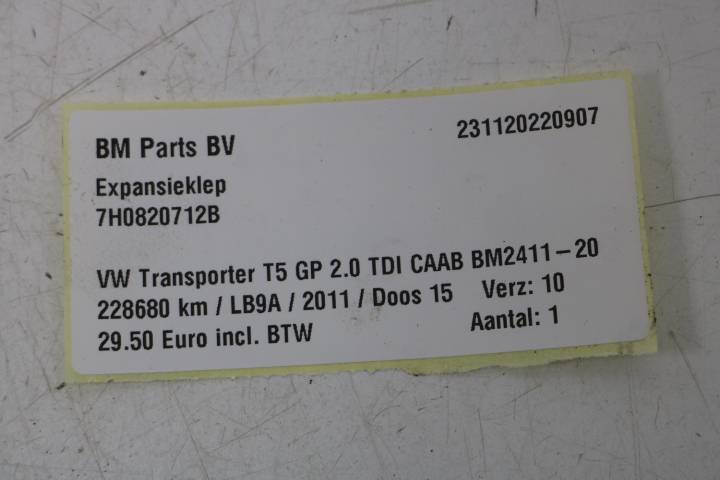 BM Parts BV 231120220907
Expansieklep
7H0820712B
VW Transporter T5 GP 2.0 TDI CAAB BM2411-20
228680 km / LB9A / 2011 / Doos 15 Verz: 10
29.50 Euro incl. BTW Aantal: 1